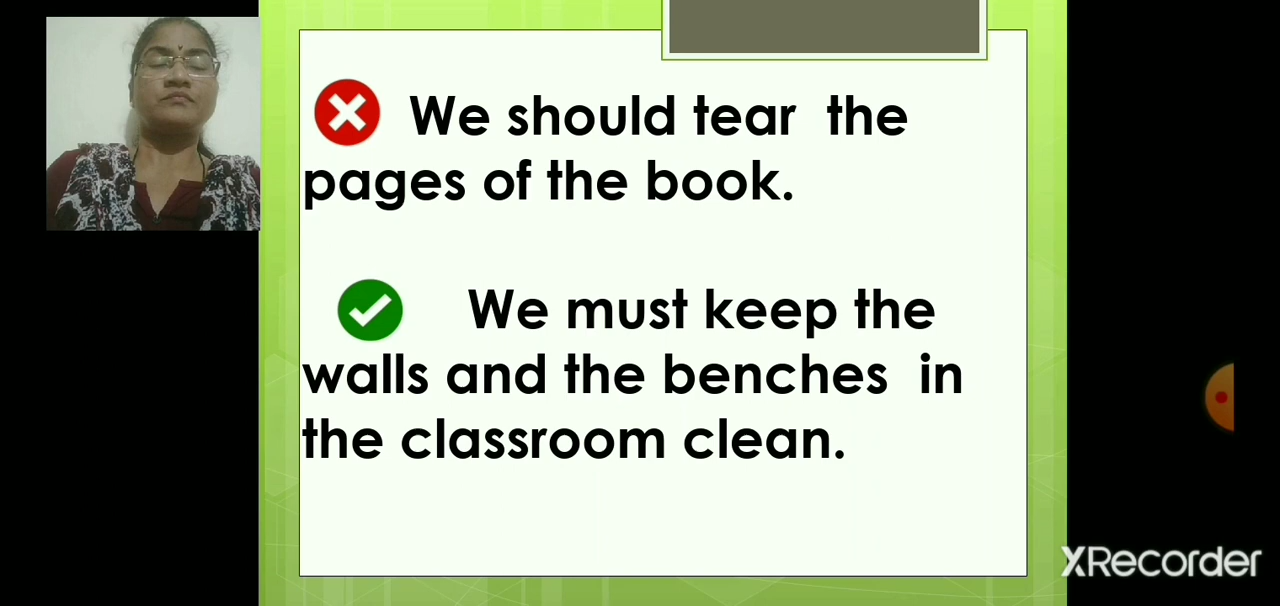 We should tear the
pages of the book.
We must keep the
walls and the benches in
the classroom clean.
XRecorder